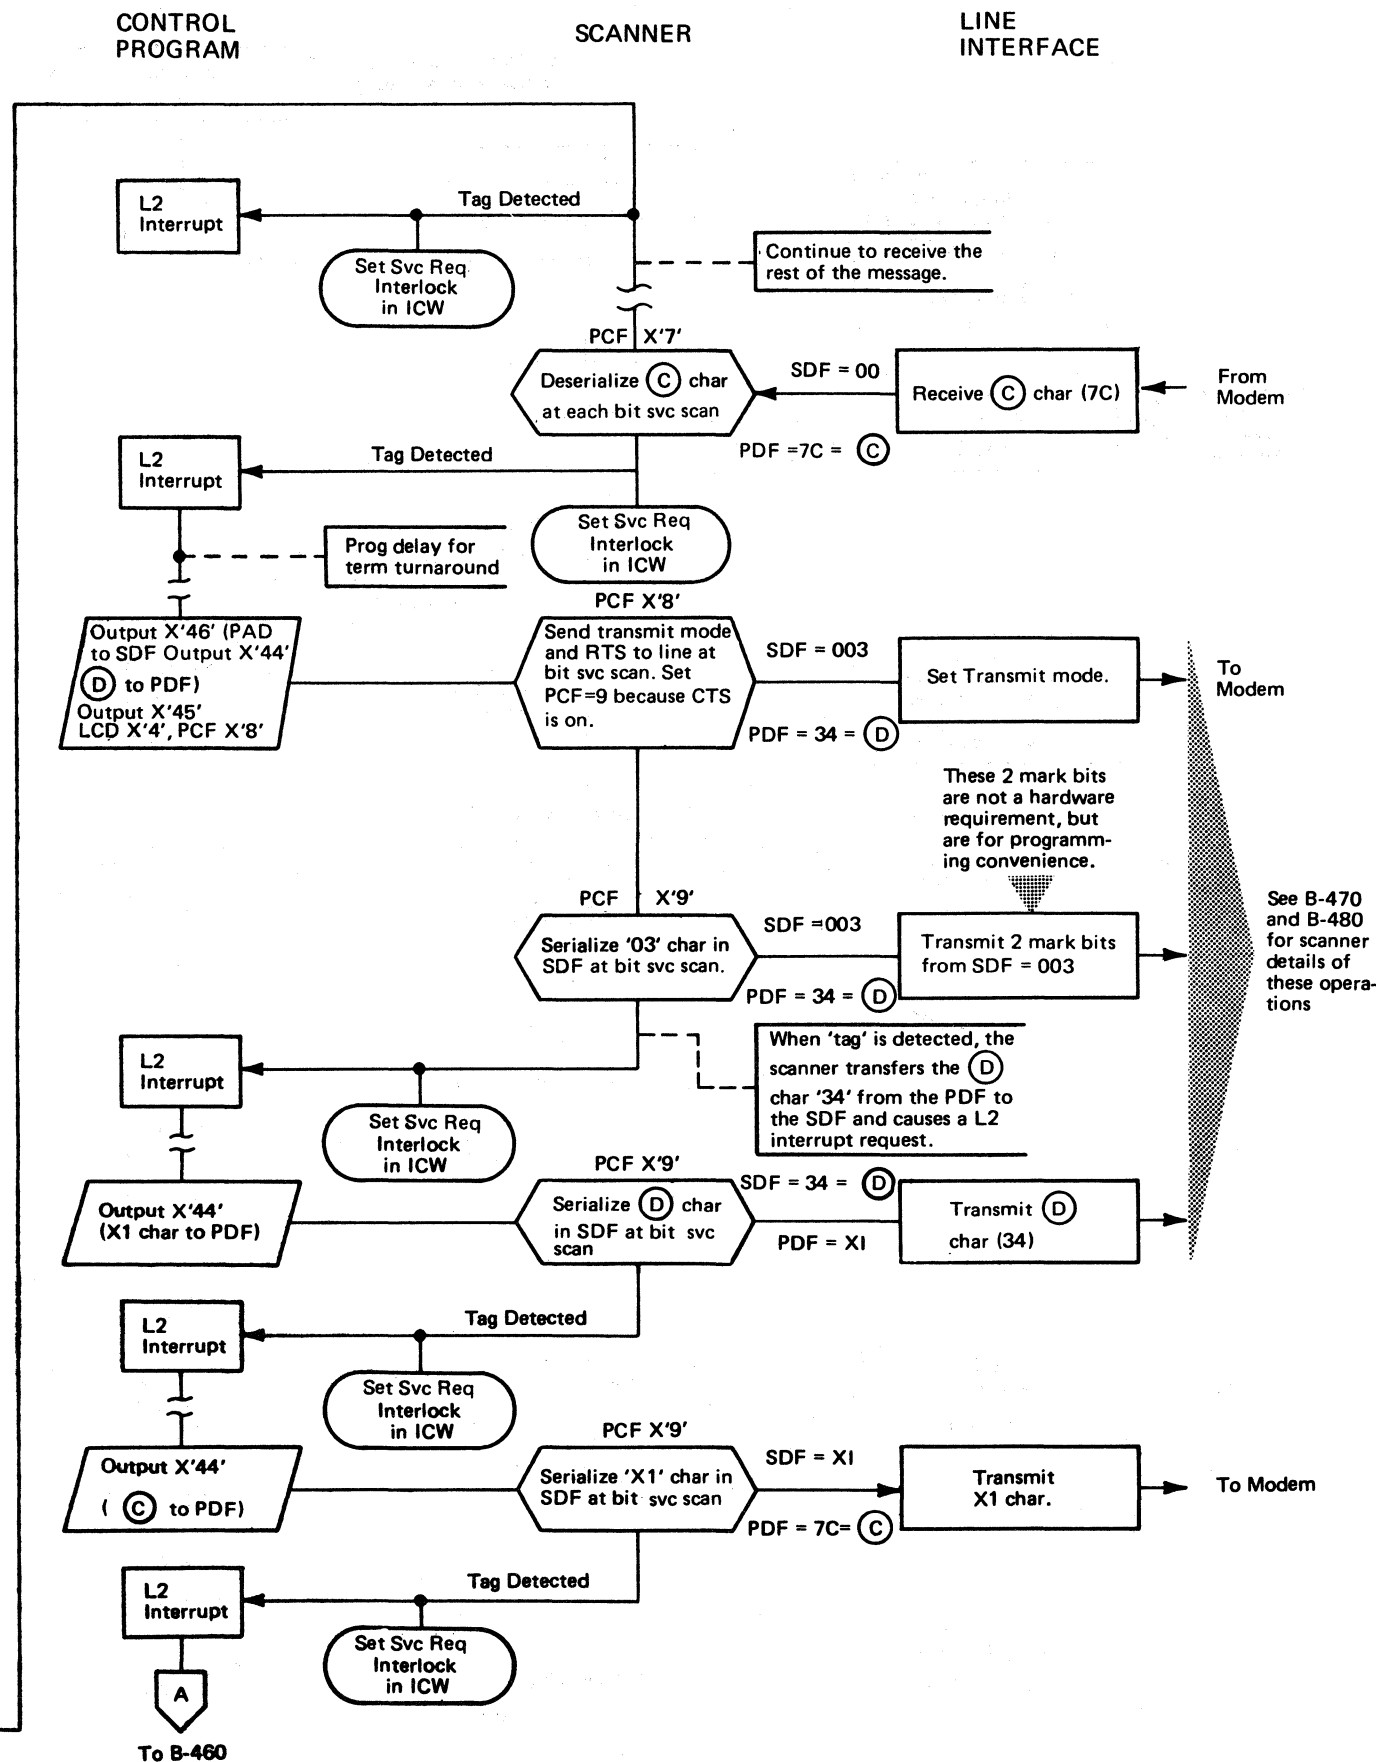 CONTROL
PROGRAM
SCANNER
LINE
INTERFACE
L2
Interrupt
Tag Detected
Set Svc Req
Interlock
in ICW
Continue to receive the
rest of the message.
PCF X'7'
Deserialize C char
at each bit svc scan
SDF = 00
PDF =7C = C
Receive C char (7C)
From
Modem
L2
Interrupt
Tag Detected
Set Svc Req
Interlock
in ICW
Prog delay for
term turnaround
Output X'46' (PAD
to SDF Output X'44'
D to PDF)
Output X'45'
LCD X'4', PCF X'8'
PCF X'8'
Send transmit mode
and RTS to line at
bit svc scan. Set
PCF=9 because CTS
is on.
SDF = 003
PDF = 34 = D
Set Transmit mode.
To
Modem
These 2 mark bits
are not a hardware
requirement, but
are for programm-
ing convenience.
PCF X'9'
Serialize '03' char in
SDF at bit svc scan.
SDF =003
PDF = 34 = D
Transmit 2 mark bits
from SDF = 003
See B-470
and B-480
for scanner
details of
these opera-
tions
L2
Interrupt
Set Svc Req
Interlock
in ICW
When 'tag' is detected, the
scanner transfers the D
char '34' from the PDF to
the SDF and causes a L2
interrupt request.
Output X'44'
(X1 char to PDF)
PCF X'9'
Serialize D char
in SDF at bit svc
scan
SDF = 34 = D
PDF = XI
Transmit D
char (34)
L2
Interrupt
Tag Detected
Set Svc Req
Interlock
in ICW
Output X'44'
( C to PDF)
PCF X'9'
Serialize 'X1' char in
SDF at bit svc scan
SDF = XI
PDF = 7C= C
Transmit
X1 char.
To Modem
L2
Interrupt
Tag Detected
Set Svc Req
Interlock
in ICW
A
To B-460